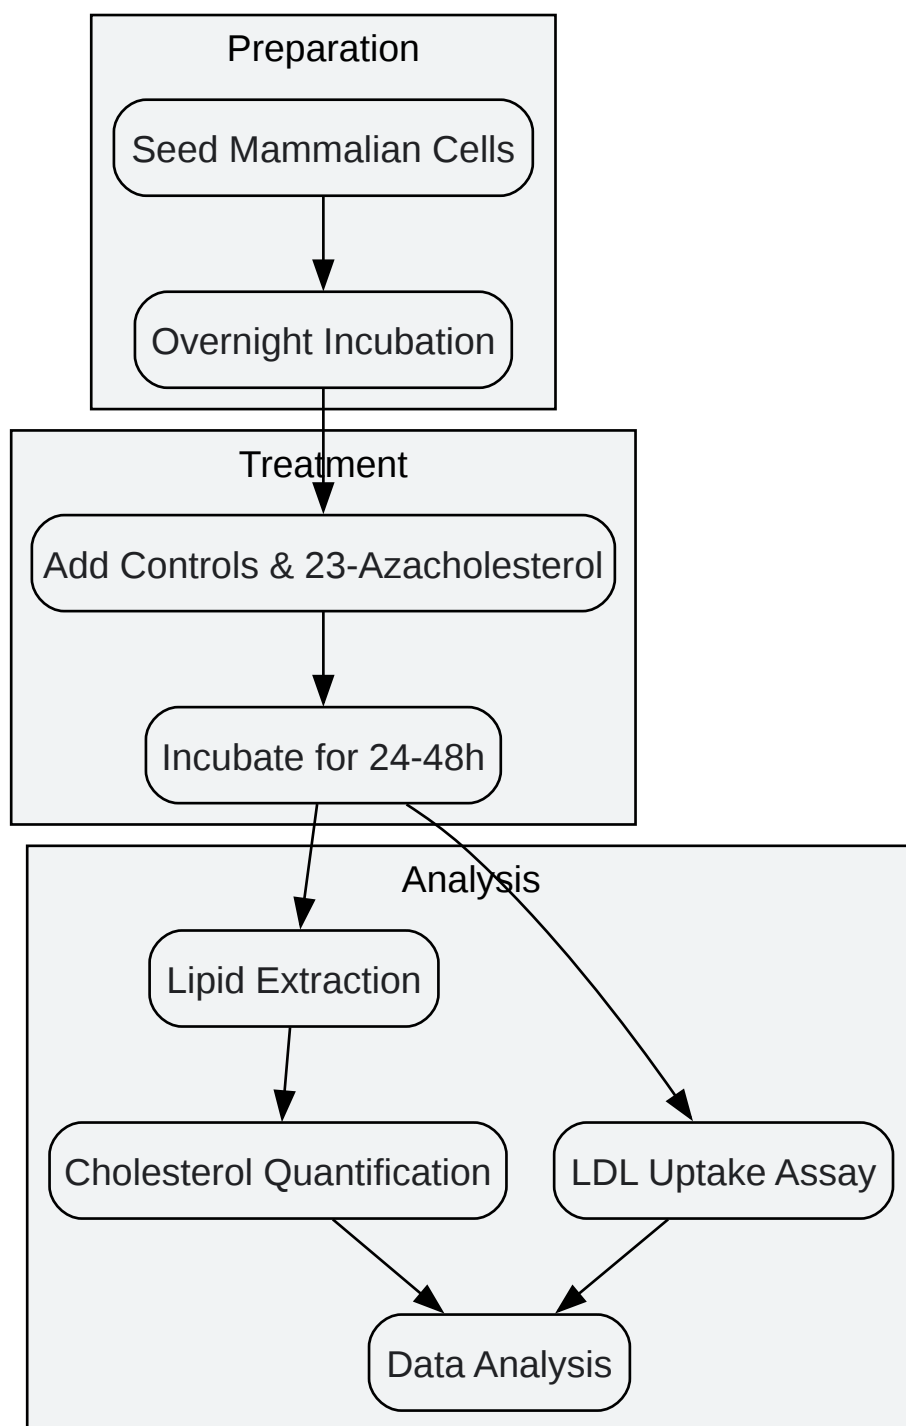 Preparation
Seed Mammalian Cells
Overnight Incubation
Treatment
Add Controls & 23-Azacholesterol
Incubate for 24-48h
Analysis
Lipid Extraction
Cholesterol Quantification
LDL Uptake Assay
Data Analysis